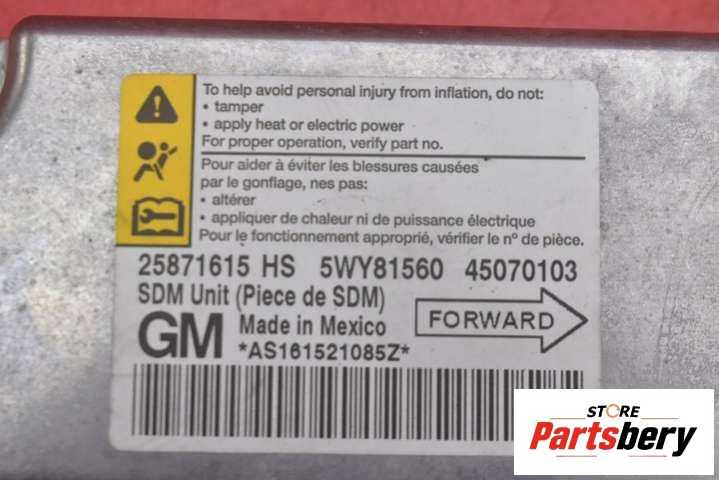 To help avoid personal injury from inflation, do not:
• tamper
• apply heat or electric power
For proper operation, verify part no.
Pour aider à éviter les blessures causées
par le gonflage, nes pas:
• altérer
• appliquer de chaleur ni de puissance électrique
Pour le fonctionnement approprié, vérifier le nº de pièce.
25871615 HS 5WY81560 45070103
SDM Unit (Piece de SDM)
GM Made in Mexico
FORWARD
*AS161521085Z*
STORE
Partsbery